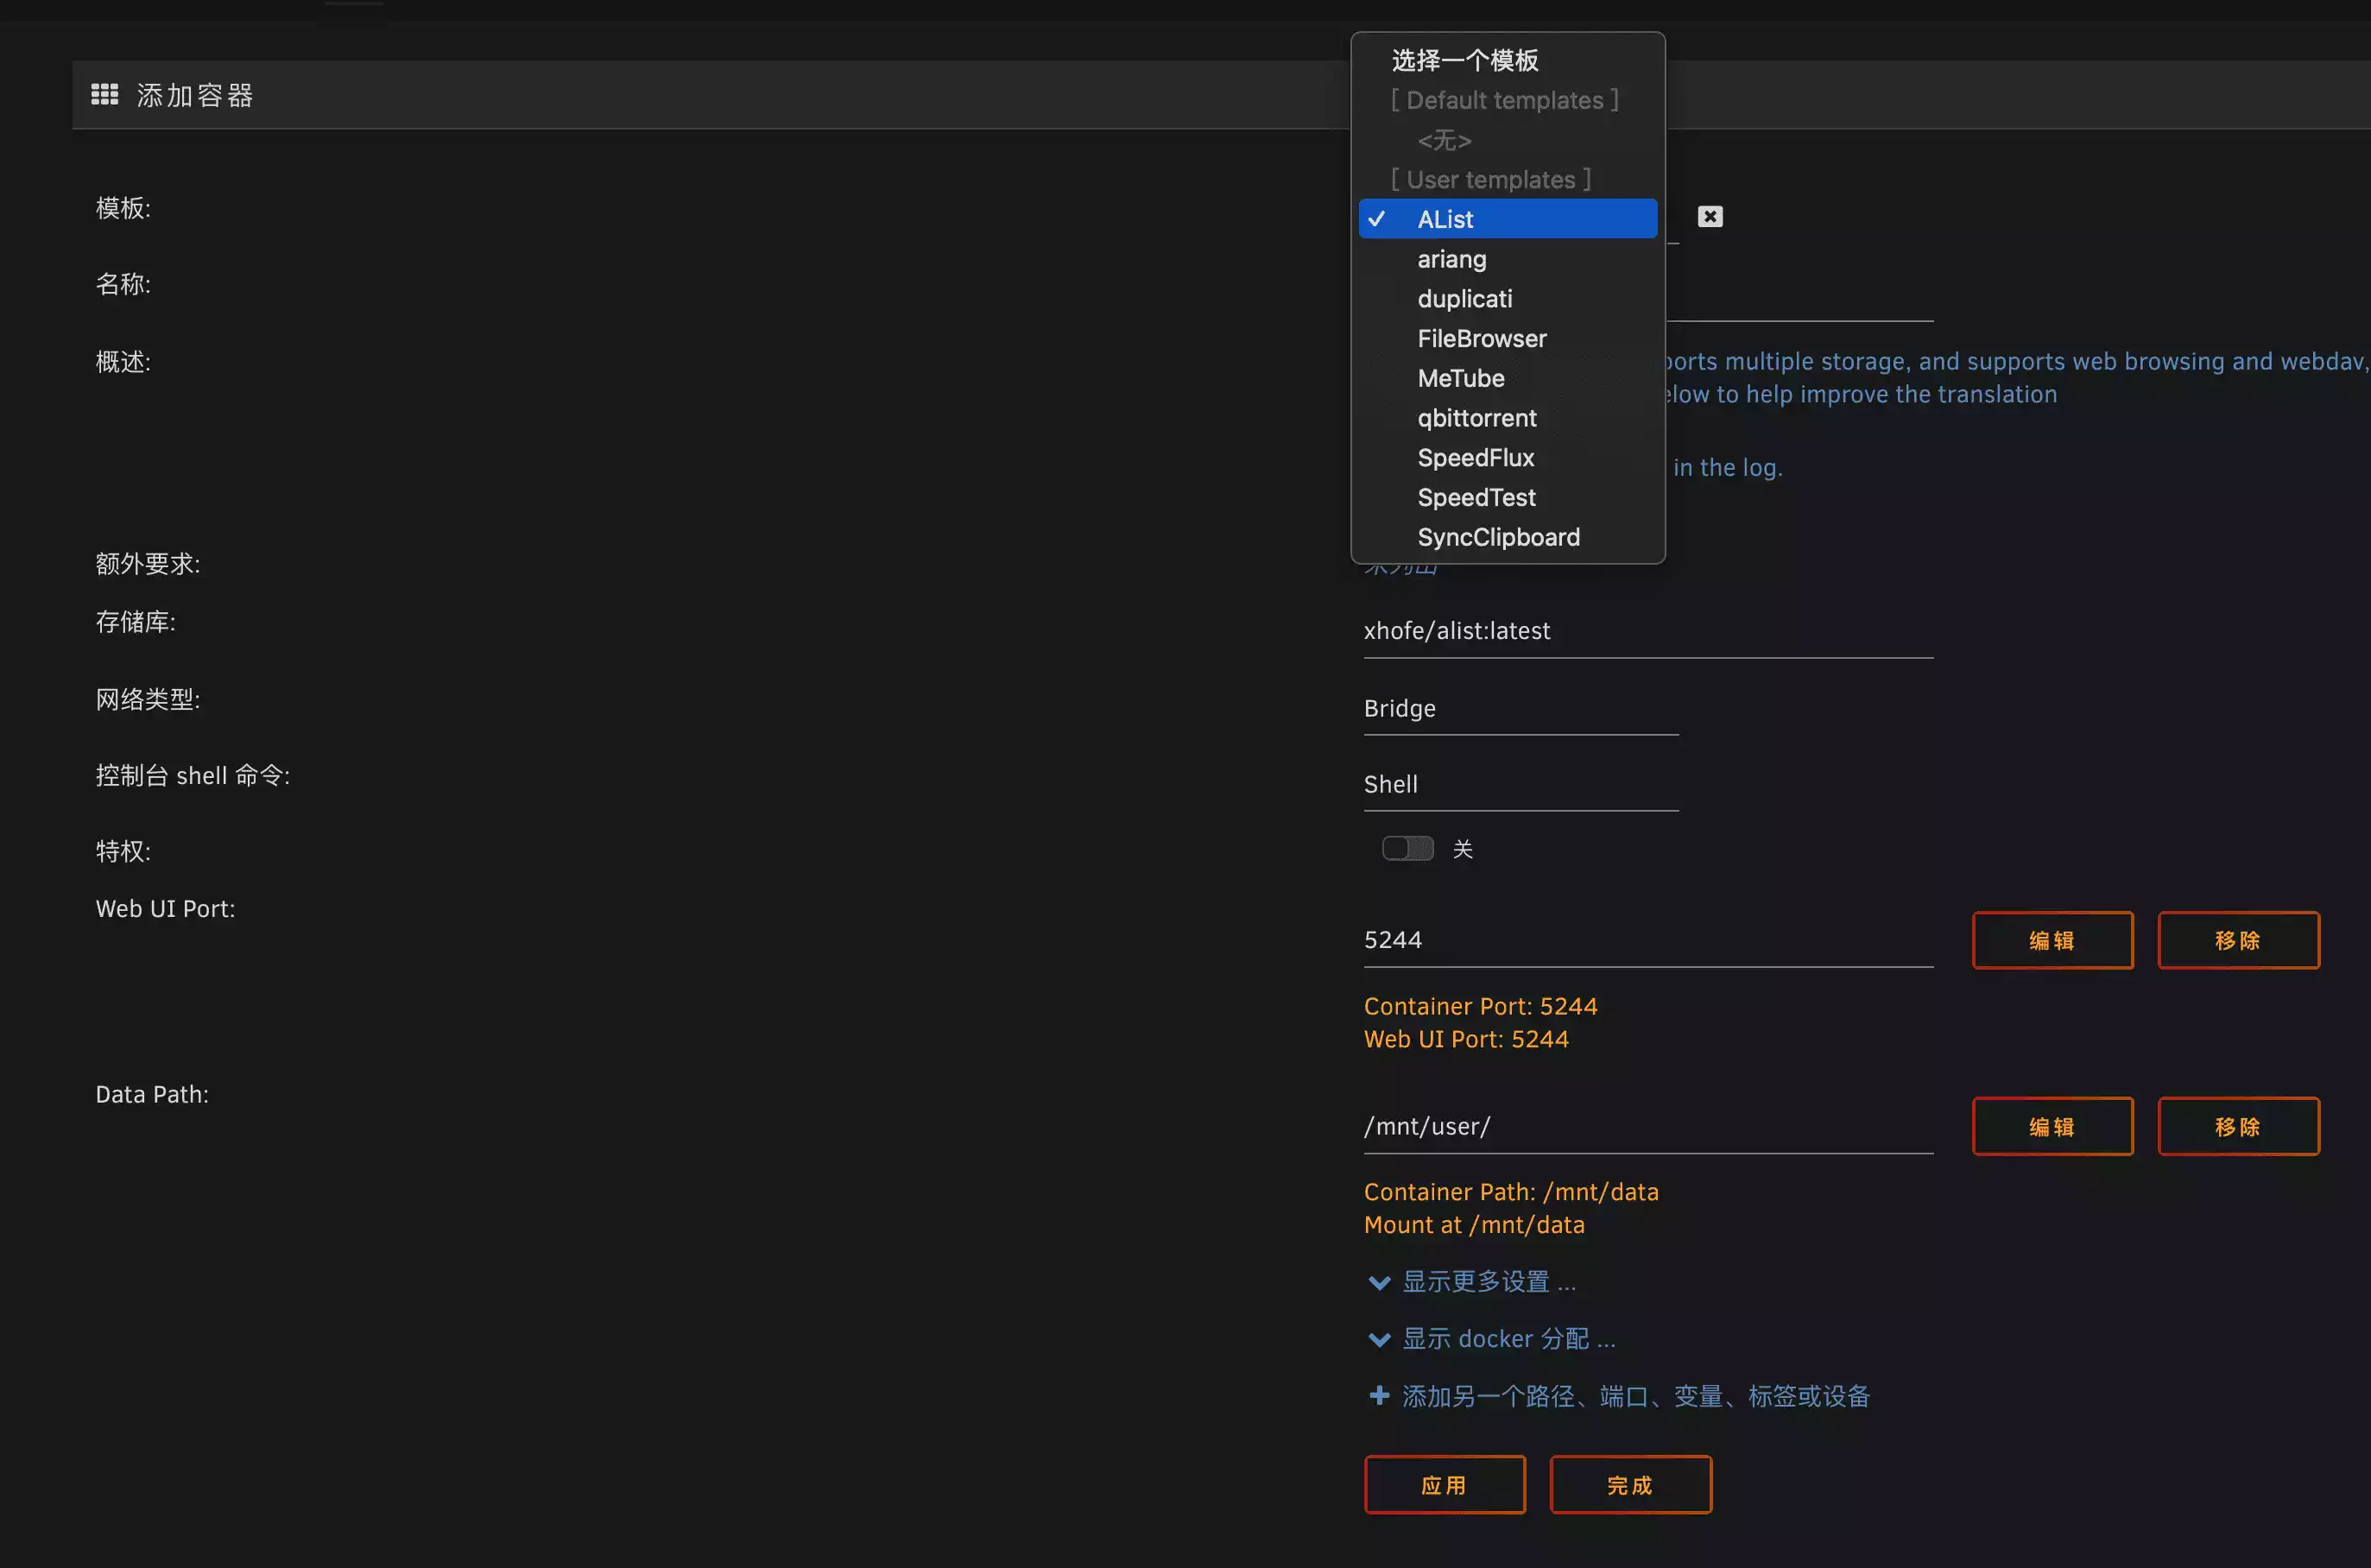 添加容器
选择一个模板
[ Default templates ]
<无>
[ User templates ]
AList
ariang
duplicati
FileBrowser
MeTube
qbittorrent
SpeedFlux
SpeedTest
SyncClipboard
模板:
名称:
概述:
multiple storage, and supports web browsing and webdav,
to help improve the translation
in the log.
额外要求:
存储库:
xhofe/alist:latest
网络类型:
Bridge
控制台 shell 命令:
Shell
特权:
关
Web UI Port:
5244
编辑
移除
Container Port: 5244
Web UI Port: 5244
Data Path:
/mnt/user/
编辑
移除
Container Path: /mnt/data
Mount at /mnt/data
显示更多设置 ...
显示 docker 分配 ...
添加另一个路径、端口、变量、标签或设备
应用
完成